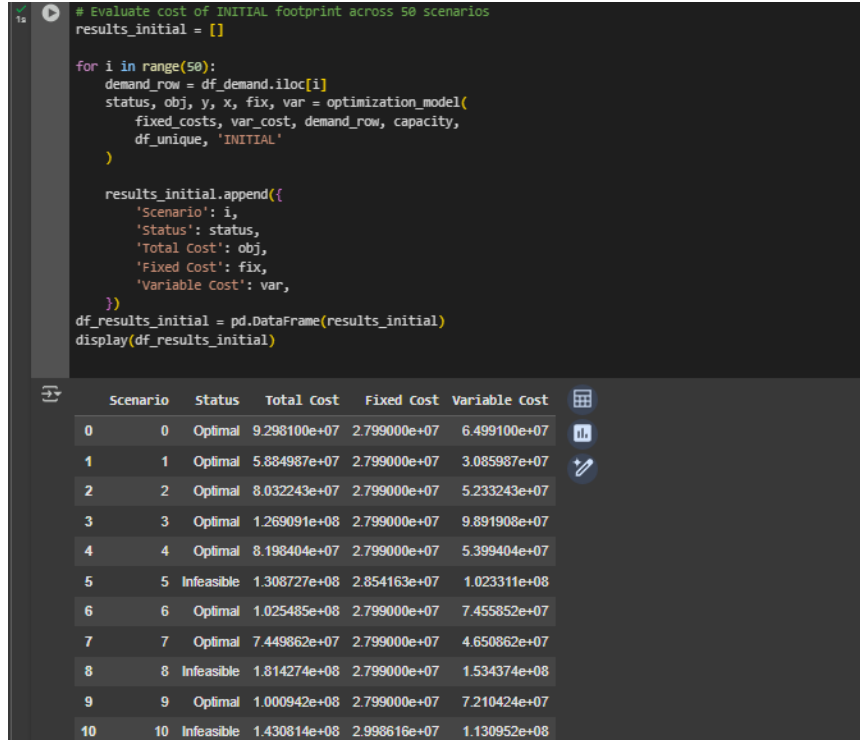 1s
# Evaluate cost of INITIAL footprint across 50 scenarios
results_initial = []
for i in range(50):
    demand_row = df_demand.iloc[i]
    status, obj, y, x, fix, var = optimization_model(
        fixed_costs, var_cost, demand_row, capacity,
        df_unique, 'INITIAL'
    )
    results_initial.append({
        'Scenario': i,
        'Status': status,
        'Total Cost': obj,
        'Fixed Cost': fix,
        'Variable Cost': var,
    })
df_results_initial = pd.DataFrame(results_initial)
display(df_results_initial)
Scenario Status Total Cost Fixed Cost Variable Cost
0 0 Optimal 9.298100e+07 2.799000e+07 6.499100e+07
1 1 Optimal 5.884987e+07 2.799000e+07 3.085987e+07
2 2 Optimal 8.032243e+07 2.799000e+07 5.233243e+07
3 3 Optimal 1.269091e+08 2.799000e+07 9.891908e+07
4 4 Optimal 8.198404e+07 2.799000e+07 5.399404e+07
5 5 Infeasible 1.308727e+08 2.854163e+07 1.023311e+08
6 6 Optimal 1.025485e+08 2.799000e+07 7.455852e+07
7 7 Optimal 7.449862e+07 2.799000e+07 4.650862e+07
8 8 Infeasible 1.814274e+08 2.799000e+07 1.534374e+08
9 9 Optimal 1.000942e+08 2.799000e+07 7.210424e+07
10 10 Infeasible 1.430814e+08 2.998616e+07 1.130952e+08